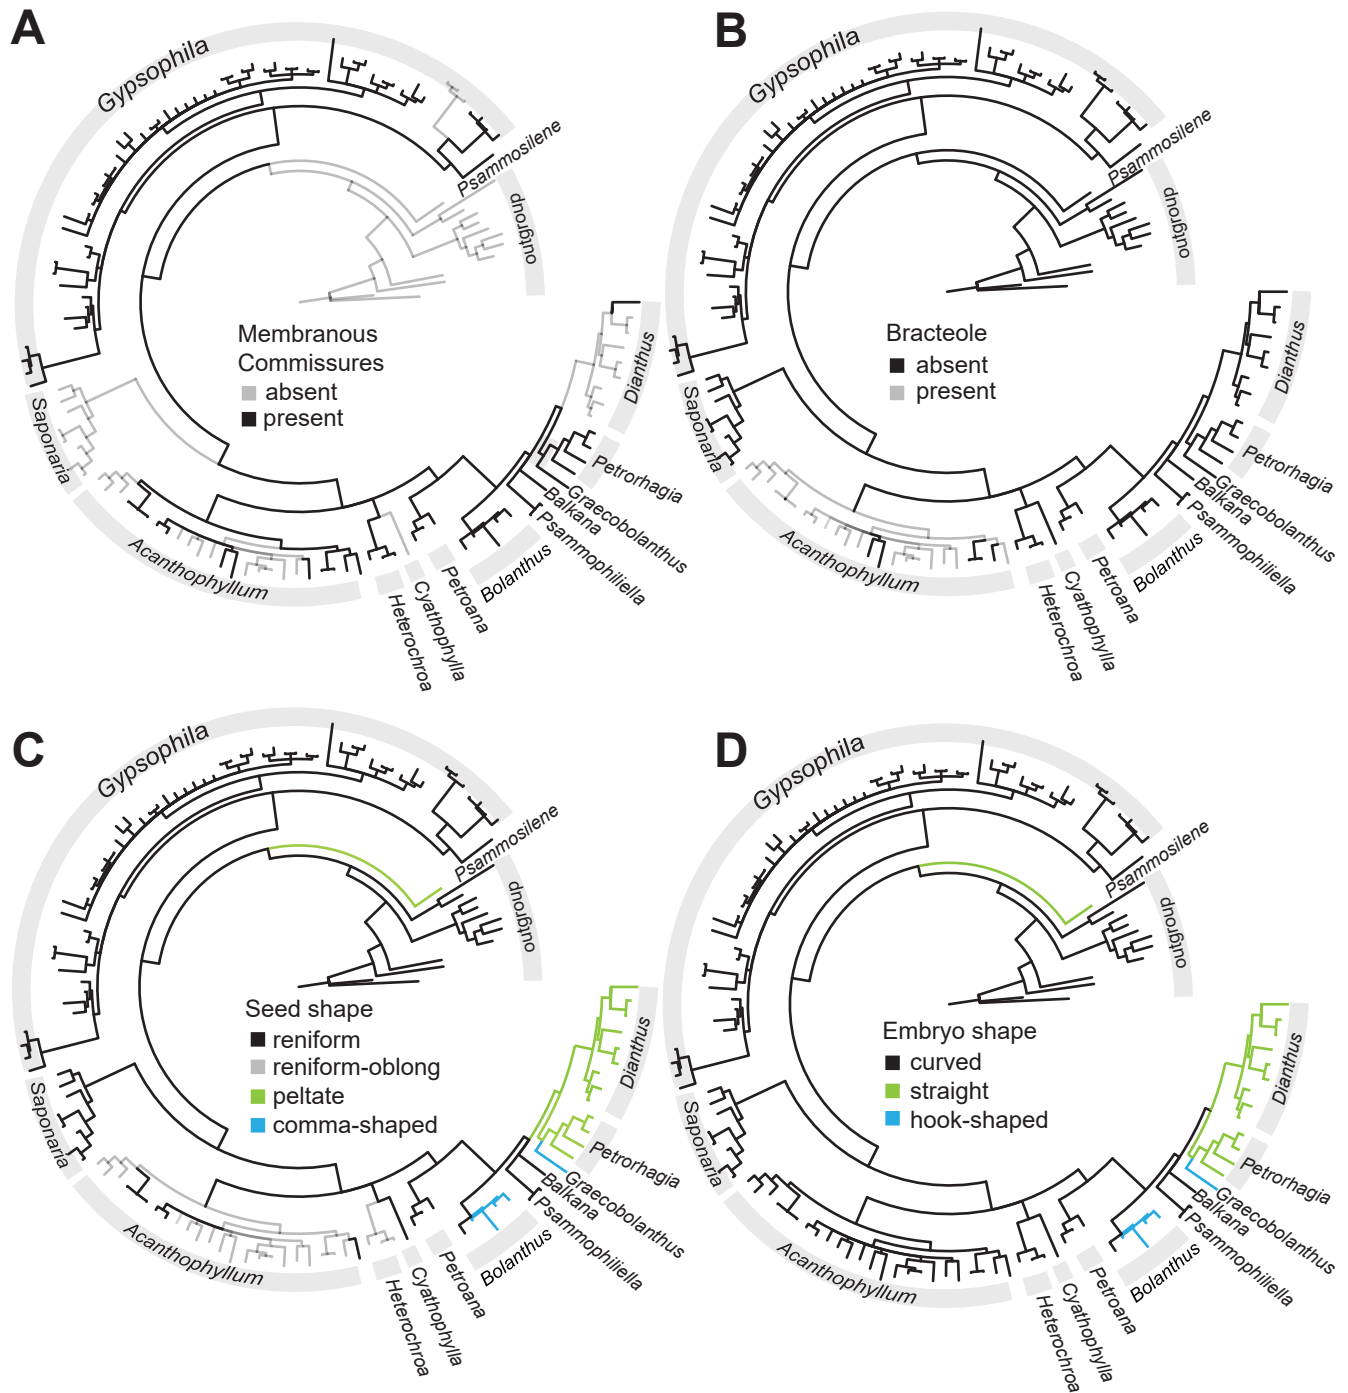 A
Gypsophila
Psammosilene
outgroup
Membranous
Commissures
absent
present
Dianthus
Petrorhagia
Graecobolanthus
Balkana
Psammophiliella
Bolanthus
Petroana
Cyathophylla
Heterochroa
Acanthophyllum
Saponaria
B
Gypsophila
Psammosilene
outgroup
Bracteole
absent
present
Dianthus
Petrorhagia
Graecobolanthus
Balkana
Psammophiliella
Bolanthus
Petroana
Cyathophylla
Heterochroa
Acanthophyllum
Saponaria
C
Gypsophila
Psammosilene
outgroup
Seed shape
reniform
reniform-oblong
peltate
comma-shaped
Dianthus
Petrorhagia
Graecobolanthus
Balkana
Psammophiliella
Bolanthus
Petroana
Cyathophylla
Heterochroa
Acanthophyllum
Saponaria
D
Gypsophila
Psammosilene
outgroup
Embryo shape
curved
straight
hook-shaped
Dianthus
Petrorhagia
Graecobolanthus
Balkana
Psammophiliella
Bolanthus
Petroana
Cyathophylla
Heterochroa
Acanthophyllum
Saponaria